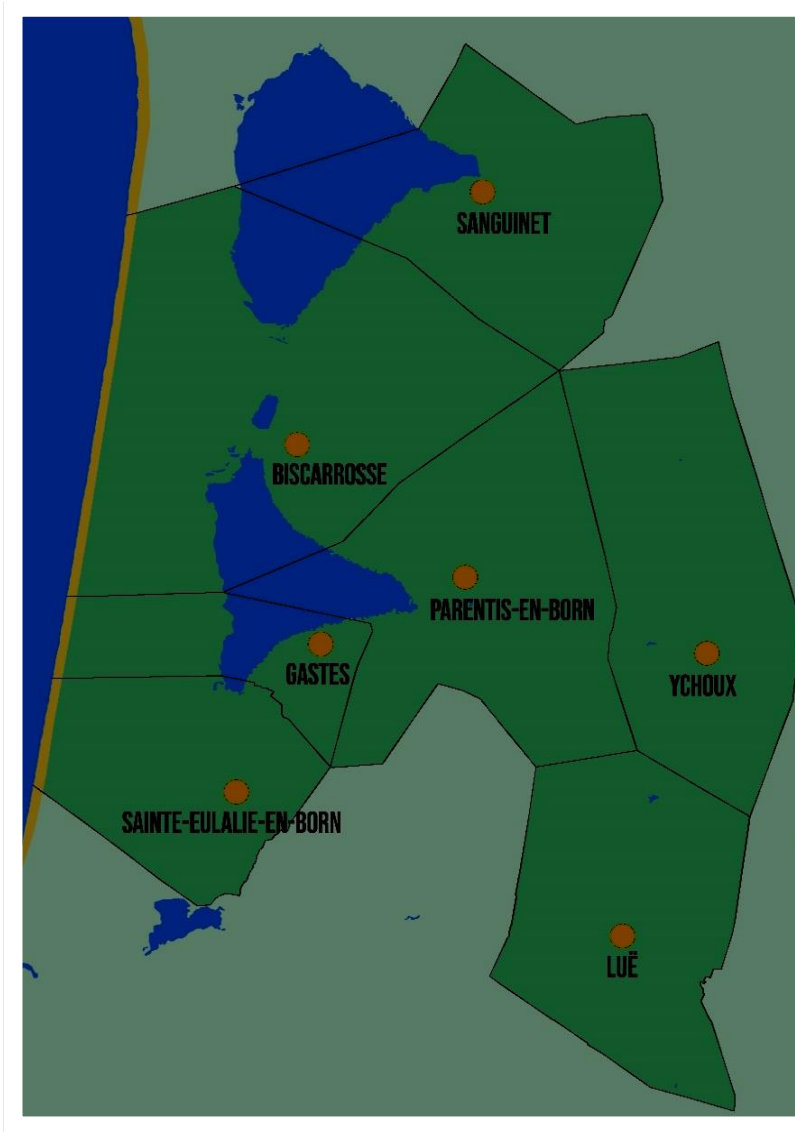 SANGUINET
BISCARROSSE
PARENTIS-EN-BORN
GASTES
YCHOUX
SAINTE-EULALIE-EN-BORN
LUË